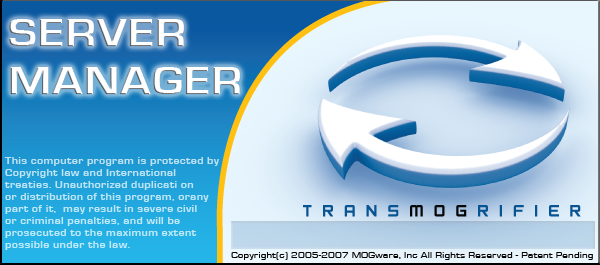 SERVER
MANAGER
This computer program is protected by
Copyright law and International
treaties. Unauthorized duplicati on
or distribution of this program, orany
part of it, may result in severe civil
or criminal penalties, and will be
prosecuted to the maximum extent
possible under the law.
TRANSMOGRIFIER
Copyright(c) 2005-2007 MOGware, Inc All Rights Reserved - Patent Pending